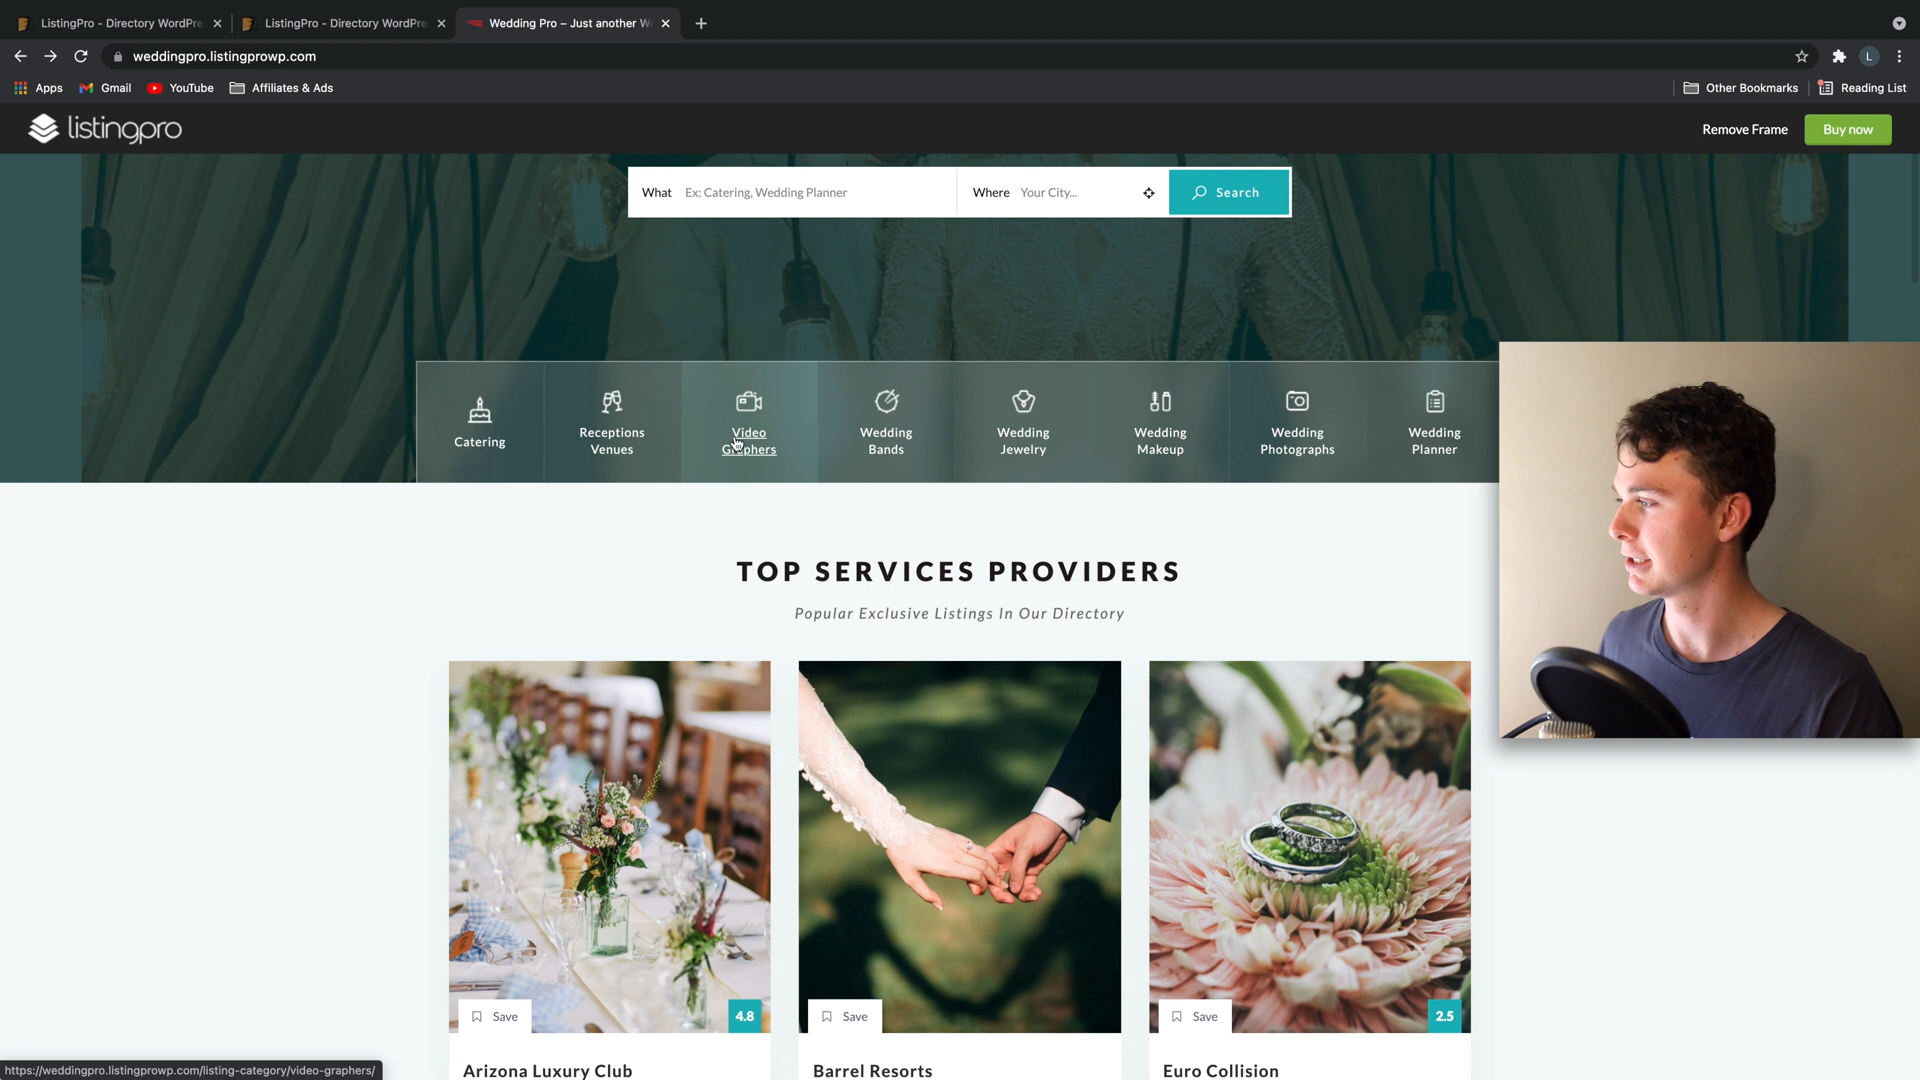 ListingPro - Directory WordPre
ListingPro - Directory WordPre
Wedding Pro – Just another W
weddingpro.listingprowp.com
L
Apps
Gmail
YouTube
Affiliates & Ads
Other Bookmarks
Reading List
listingpro
Remove Frame
Buy now
What
Ex: Catering, Wedding Planner
Where
Your City...
Search
Catering
Receptions
Venues
Video
Graphers
Wedding
Bands
Wedding
Jewelry
Wedding
Makeup
Wedding
Photographs
Wedding
Planner
TOP SERVICES PROVIDERS
Popular Exclusive Listings In Our Directory
Save
4.8
Save
Save
2.5
Arizona Luxury Club
Barrel Resorts
Euro Collision
https://weddingpro.listingprowp.com/listing-category/video-graphers/